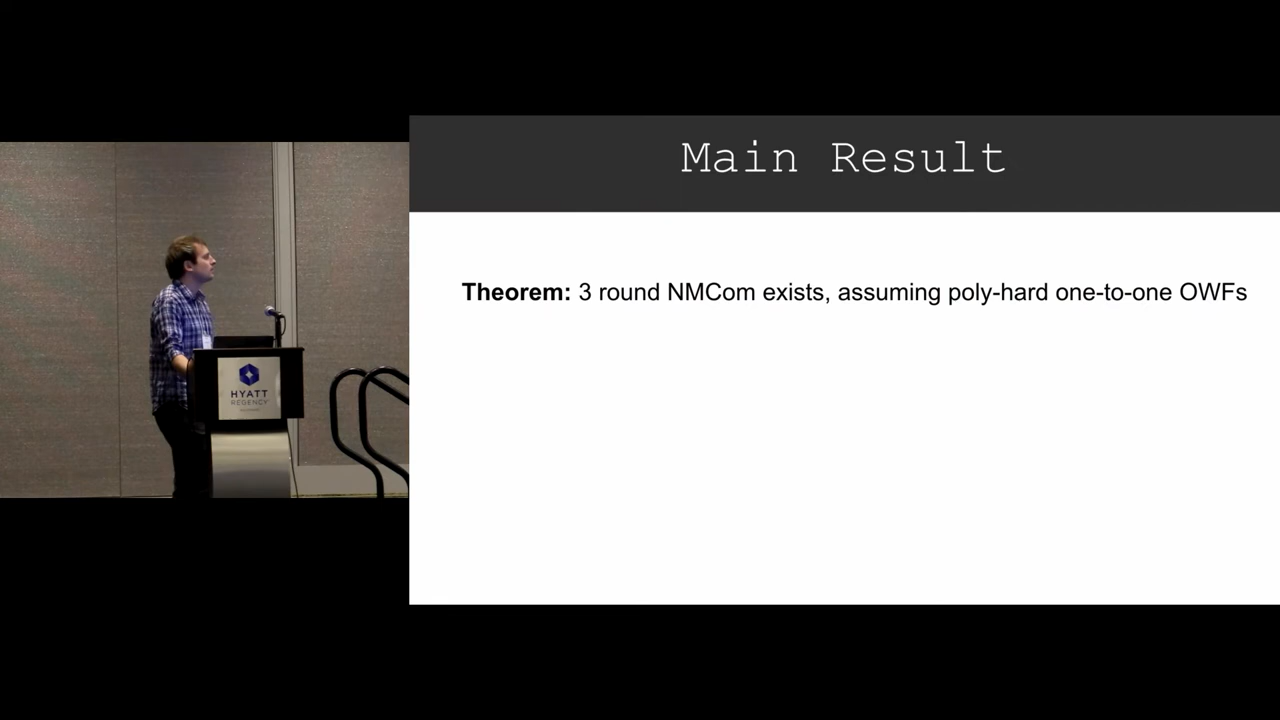 Main Result
Theorem: 3 round NMCom exists, assuming poly-hard one-to-one OWFs
HYATT
REGENCY